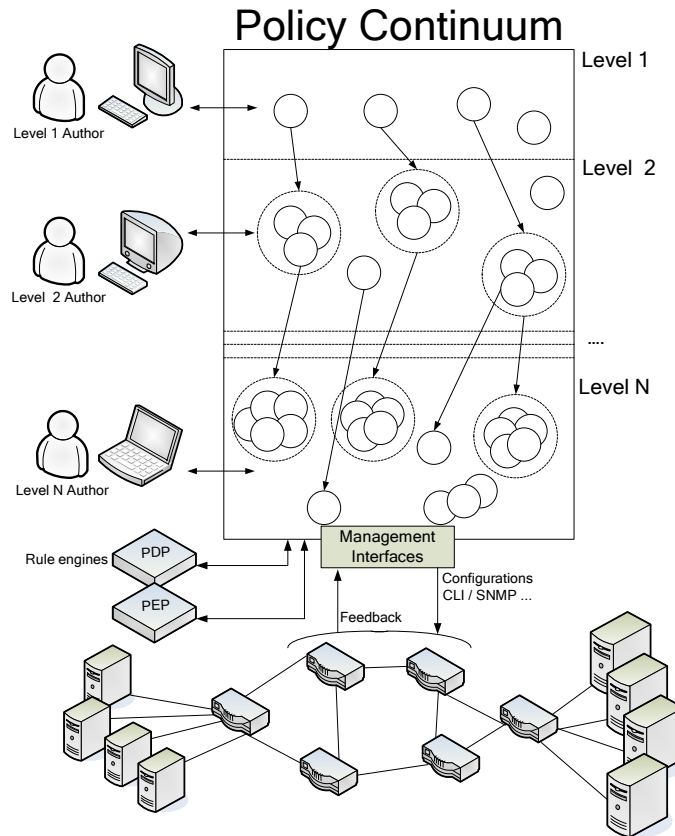 Policy Continuum
Level 1
Level 1 Author
Level 2
Level 2 Author
....
Level N
Level N Author
Management
Interfaces
Rule engines
PDP
PEP
Configurations
CLI / SNMP ...
Feedback